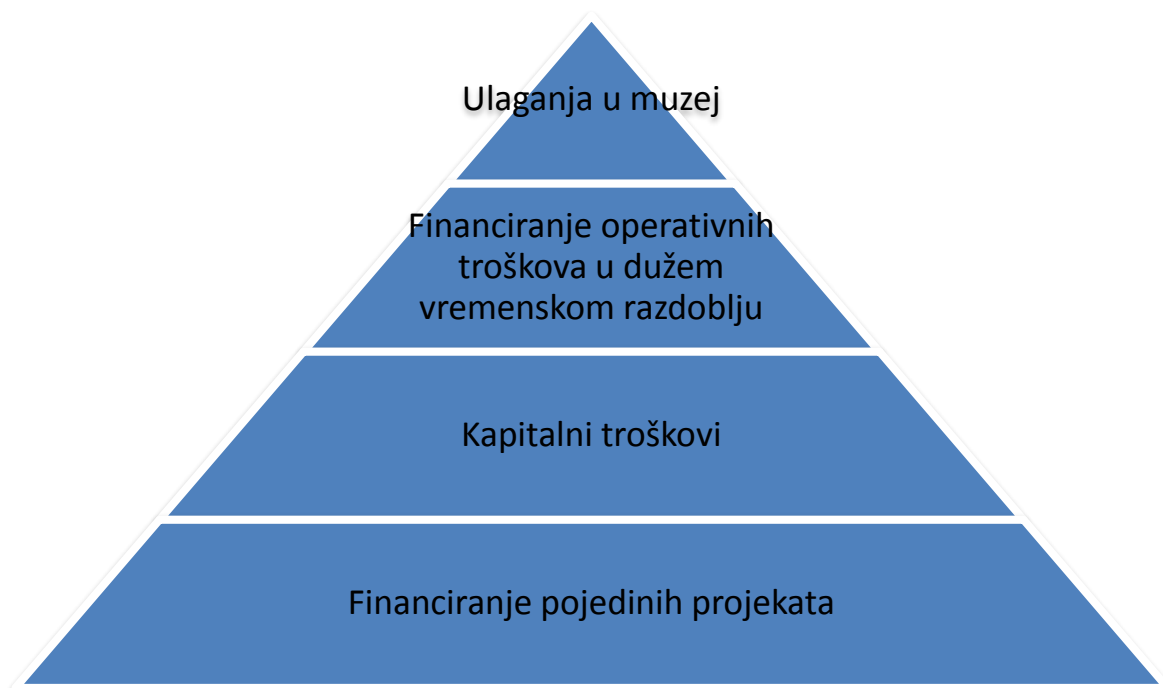 Ulaganja u muzej
Financiranje operativnih
troškova u dužem
vremenskom razdoblju
Kapitalni troškovi
Financiranje pojedinih projekata